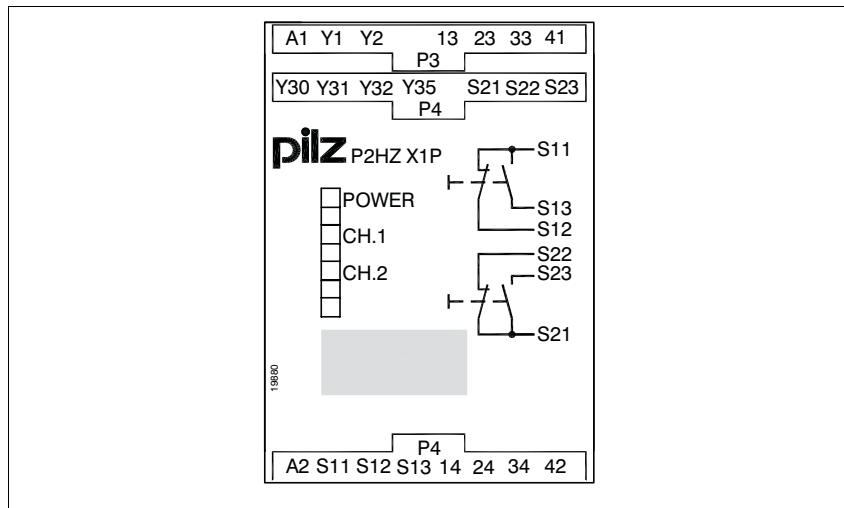 A1 Y1 Y2 13 23 33 41
P3
Y30 Y31 Y32 Y35 S21 S22 S23
P4
pilz P2HZ X1P
S11
POWER
S13
CH.1
S12
S22
CH.2
S23
S21
19880
P4
A2 S11 S12 S13 14 24 34 42